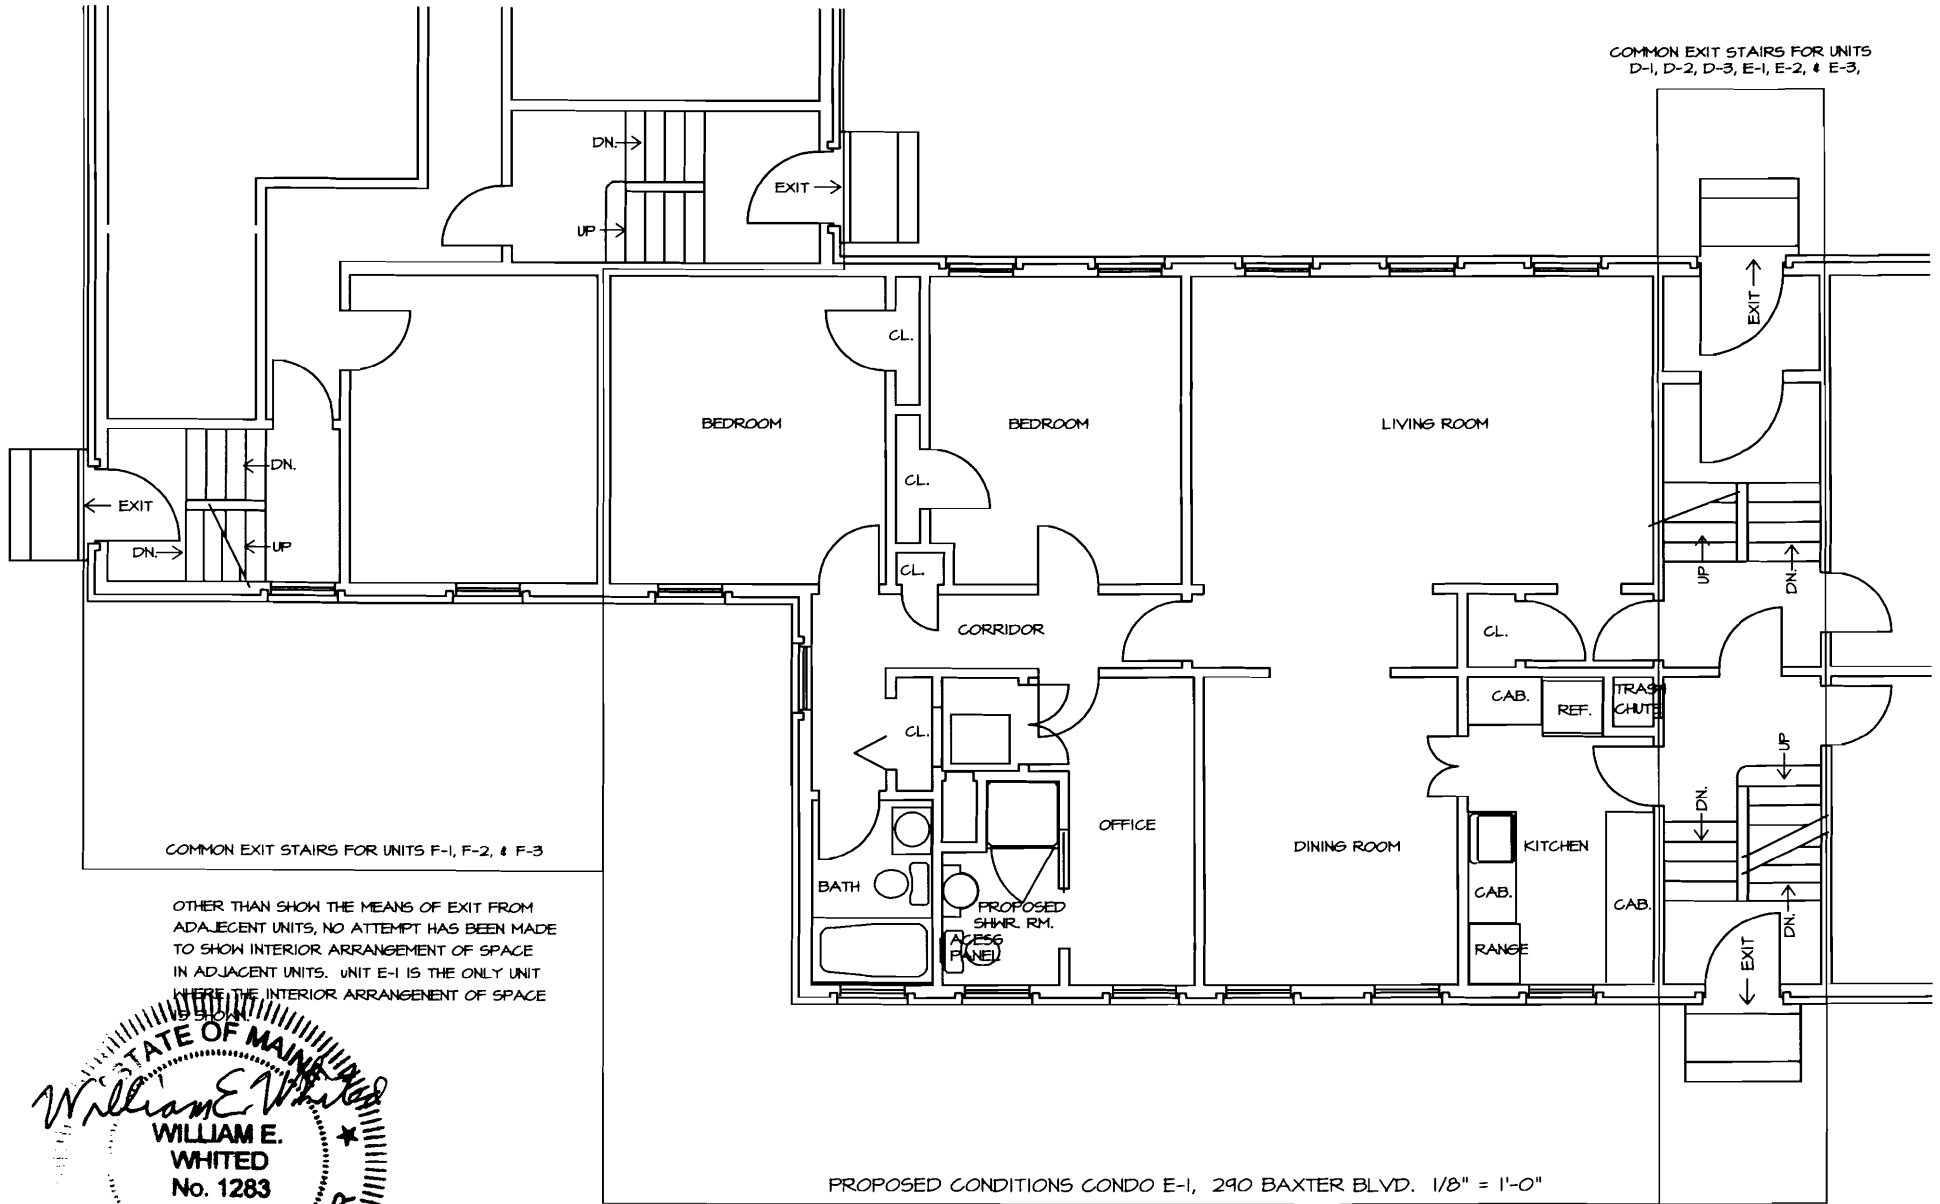 COMMON EXIT STAIRS FOR UNITS
D-1, D-2, D-3, E-1, E-2, & E-3,
DN.
EXIT
UP
EXIT
CL.
BEDROOM
BEDROOM
LIVING ROOM
DN.
CL.
EXIT
DN.
UP
CL.
UP
DN.
CORRIDOR
CL.
CAB.
REF.
TRASH
CHUTE
CL.
UP
DN.
OFFICE
COMMON EXIT STAIRS FOR UNITS F-1, F-2, & F-3
DINING ROOM
KITCHEN
BATH
CAB.
CAB.
PROPOSED
SHWR. RM.
ACESS
PANEL
DN.
RANGE
EXIT
OTHER THAN SHOW THE MEANS OF EXIT FROM
ADAJECENT UNITS, NO ATTEMPT HAS BEEN MADE
TO SHOW INTERIOR ARRANGEMENT OF SPACE
IN ADJACENT UNITS. UNIT E-1 IS THE ONLY UNIT
WHERE THE INTERIOR ARRANGENENT OF SPACE
IS SHOWN.
STATE OF MAINE
William E. Whited
WILLIAM E.
WHITED
No. 1283
PROPOSED CONDITIONS CONDO E-1, 290 BAXTER BLVD. 1/8" = 1'-0"